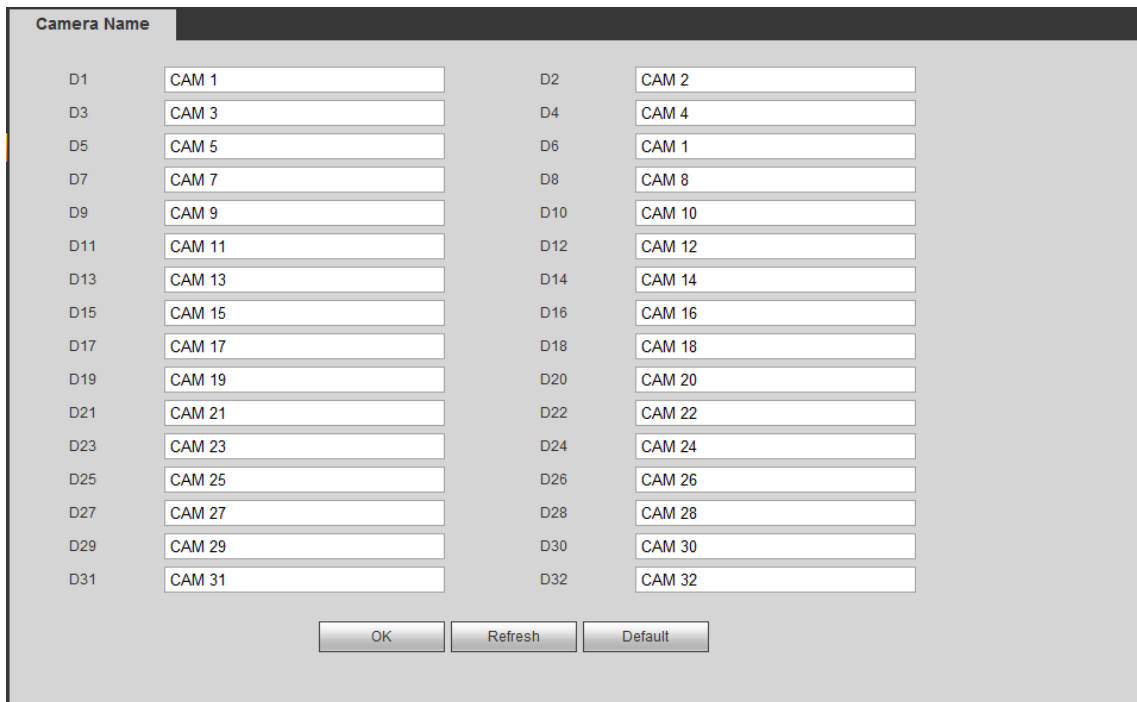 Camera Name
D1 CAM 1 D2 CAM 2
D3 CAM 3 D4 CAM 4
D5 CAM 5 D6 CAM 1
D7 CAM 7 D8 CAM 8
D9 CAM 9 D10 CAM 10
D11 CAM 11 D12 CAM 12
D13 CAM 13 D14 CAM 14
D15 CAM 15 D16 CAM 16
D17 CAM 17 D18 CAM 18
D19 CAM 19 D20 CAM 20
D21 CAM 21 D22 CAM 22
D23 CAM 23 D24 CAM 24
D25 CAM 25 D26 CAM 26
D27 CAM 27 D28 CAM 28
D29 CAM 29 D30 CAM 30
D31 CAM 31 D32 CAM 32
OK Refresh Default